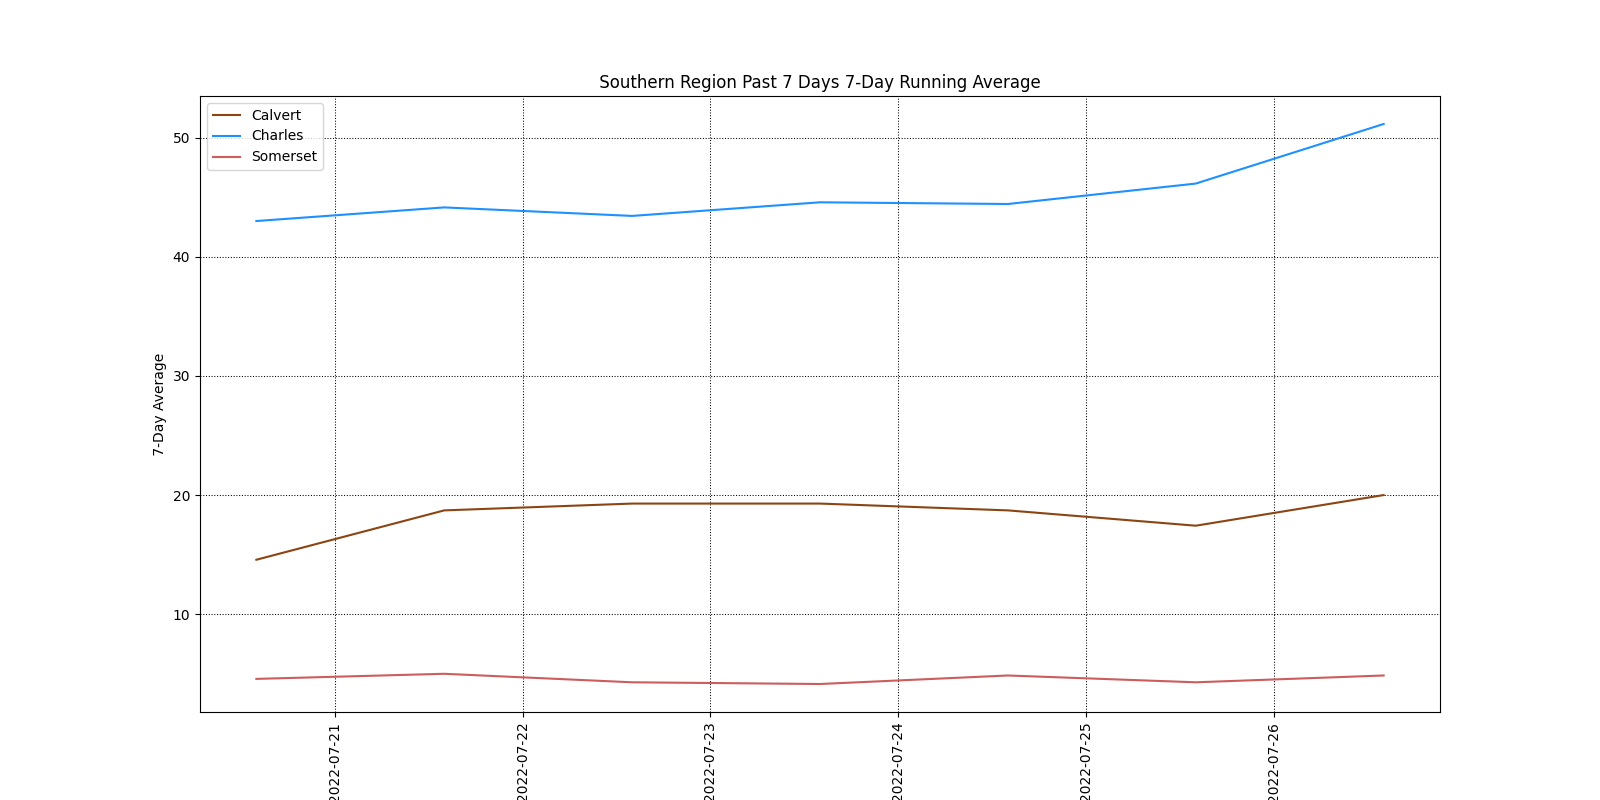 Southern Region Past 7 Days 7-Day Running Average
Calvert
Charles
Somerset
50
40
30
20
10
7-Day Average
2022-07-21
2022-07-22
2022-07-23
2022-07-24
2022-07-25
2022-07-26